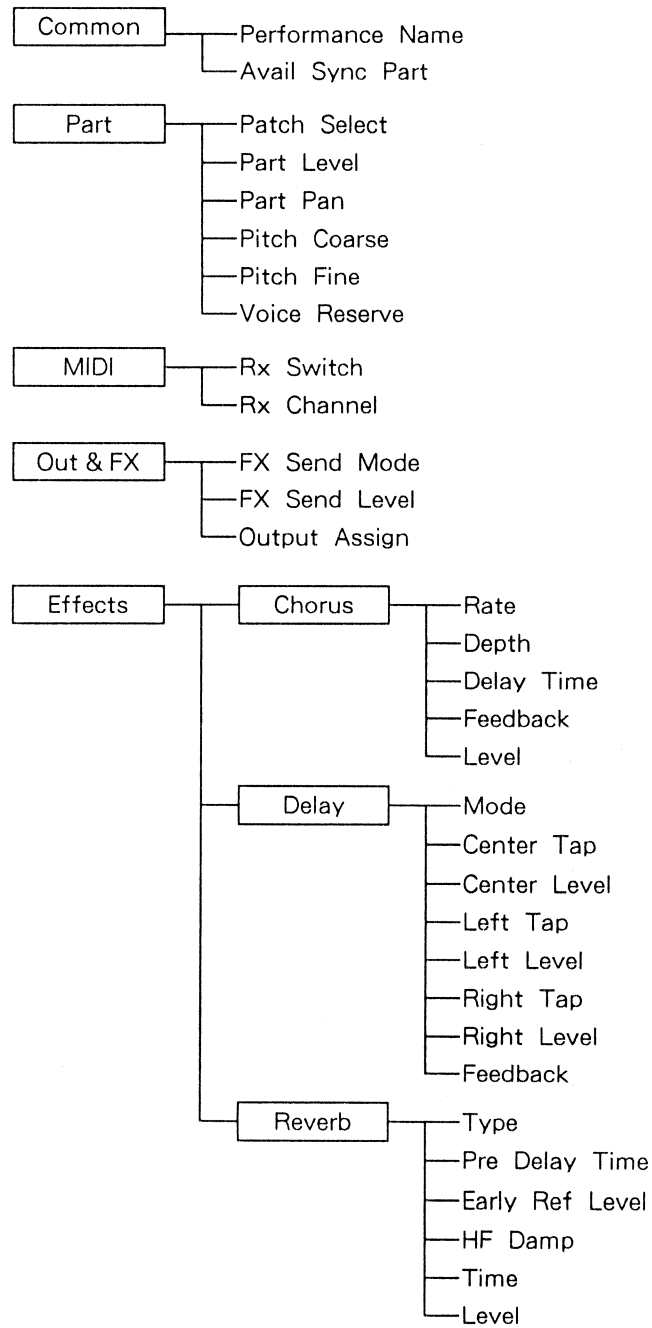 Common
Performance Name
Avail Sync Part
Part
Patch Select
Part Level
Part Pan
Pitch Coarse
Pitch Fine
Voice Reserve
MIDI
Rx Switch
Rx Channel
Out & FX
FX Send Mode
FX Send Level
Output Assign
Effects
Chorus
Rate
Depth
Delay Time
Feedback
Level
Delay
Mode
Center Tap
Center Level
Left Tap
Left Level
Right Tap
Right Level
Feedback
Reverb
Type
Pre Delay Time
Early Ref Level
HF Damp
Time
Level